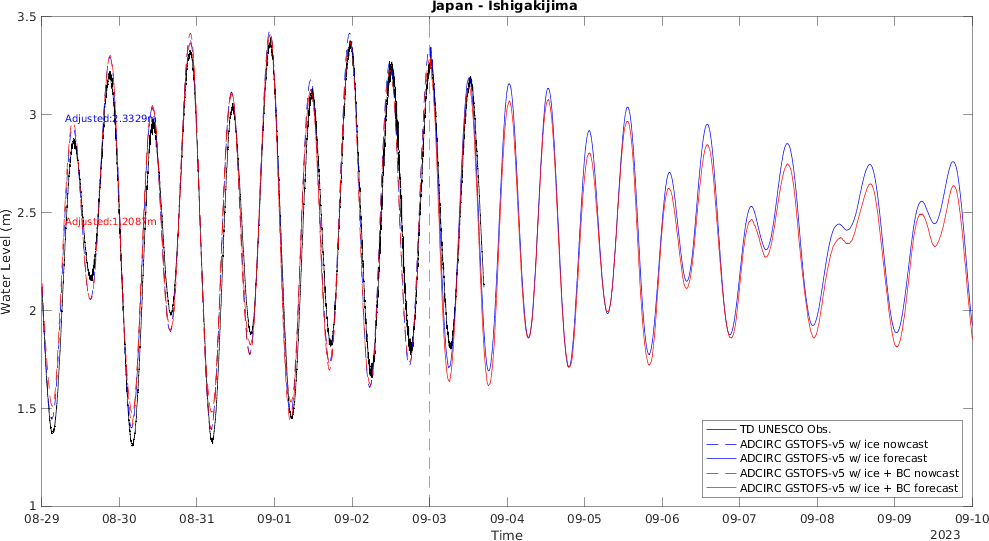 Japan - Ishigakijima
3.5
3
2.5
2
1.5
1
Water Level (m)
Adjusted:2.3329m
Adjusted:1.2087m
TD UNESCO Obs.
ADCIRC GSTOFS-v5 w/ ice nowcast
ADCIRC GSTOFS-v5 w/ ice forecast
ADCIRC GSTOFS-v5 w/ ice + BC nowcast
ADCIRC GSTOFS-v5 w/ ice + BC forecast
08-29 08-30 08-31 09-01 09-02 09-03 09-04 09-05 09-06 09-07 09-08 09-09 09-10
Time
2023